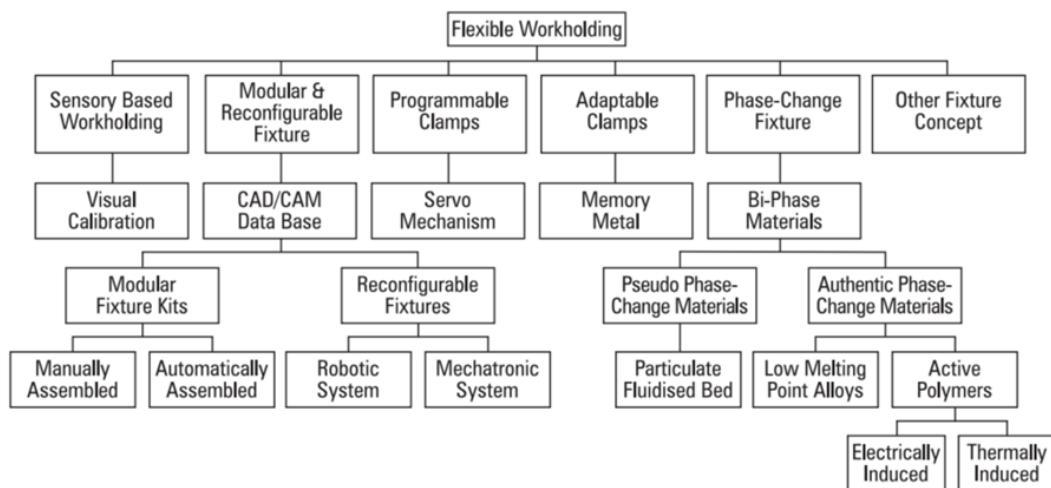 Flexible Workholding
Sensory Based
Workholding
Modular &
Reconfigurable
Fixture
Programmable
Clamps
Adaptable
Clamps
Phase-Change
Fixture
Other Fixture
Concept
Visual
Calibration
CAD/CAM
Data Base
Servo
Mechanism
Memory
Metal
Bi-Phase
Materials
Modular
Fixture Kits
Reconfigurable
Fixtures
Pseudo Phase-
Change Materials
Authentic Phase-
Change Materials
Manually
Assembled
Automatically
Assembled
Robotic
System
Mechatronic
System
Particulate
Fluidised Bed
Low Melting
Point Alloys
Active
Polymers
Electrically
Induced
Thermally
Induced